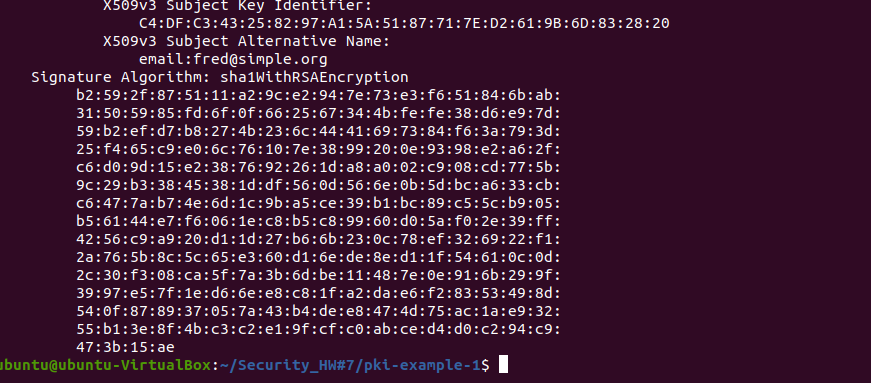 X509v3 Subject Key Identifier:
C4:DF:C3:43:25:82:97:A1:5A:51:87:71:7E:D2:61:9B:6D:83:28:20
X509v3 Subject Alternative Name:
email:fred@simple.org
Signature Algorithm: sha1WithRSAEncryption
b2:59:2f:87:51:11:a2:9c:e2:94:7e:73:e3:f6:51:84:6b:ab:
31:50:59:85:fd:6f:0f:66:25:67:34:4b:fe:fe:38:d6:e9:7d:
59:b2:ef:d7:b8:27:4b:23:6c:44:41:69:73:84:f6:3a:79:3d:
25:f4:65:c9:e0:6c:76:10:7e:38:99:20:0e:93:98:e2:a6:2f:
c6:d0:9d:15:e2:38:76:92:26:1d:a8:a0:02:c9:08:cd:77:5b:
9c:29:b3:38:45:38:1d:df:56:0d:56:6e:0b:5d:bc:a6:33:cb:
c6:47:7a:b7:4e:6d:1c:9b:a5:ce:39:b1:bc:89:c5:5c:b9:05:
b5:61:44:e7:f6:06:1e:c8:b5:c8:99:60:d0:5a:f0:2e:39:ff:
42:56:c9:a9:20:d1:1d:27:b6:6b:23:0c:78:ef:32:69:22:f1:
2a:76:5b:8c:5c:65:e3:60:d1:6e:de:8e:d1:1f:54:61:0c:0d:
2c:30:f3:08:ca:5f:7a:3b:6d:be:11:48:7e:0e:91:6b:29:9f:
39:97:e5:7f:1e:d6:6e:e8:c8:1f:a2:da:e6:f2:83:53:49:8d:
54:0f:87:89:37:05:7a:43:b4:de:e8:47:4d:75:ac:1a:e9:32:
55:b1:3e:8f:4b:c3:c2:e1:9f:cf:c0:ab:ce:d4:d0:c2:94:c9:
47:3b:15:ae
ubuntu@ubuntu-VirtualBox:~/Security_HW#7/pki-example-1$